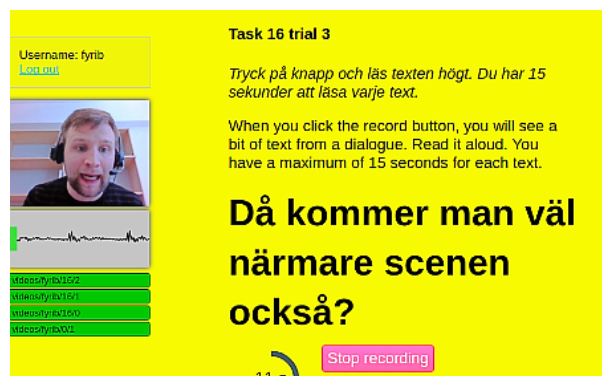 Task 16 trial 3
Username: fyrib
Log out
Tryck på knapp och läs texten högt. Du har 15
sekunder att läsa varje text.
When you click the record button, you will see a
bit of text from a dialogue. Read it aloud. You
have a maximum of 15 seconds for each text.
Då kommer man väl
närmare scenen
också?
videos/fyrib/16/2
videos/fyrib/16/1
videos/fyrib/16/0
videos/fyrib/0/1
Stop recording